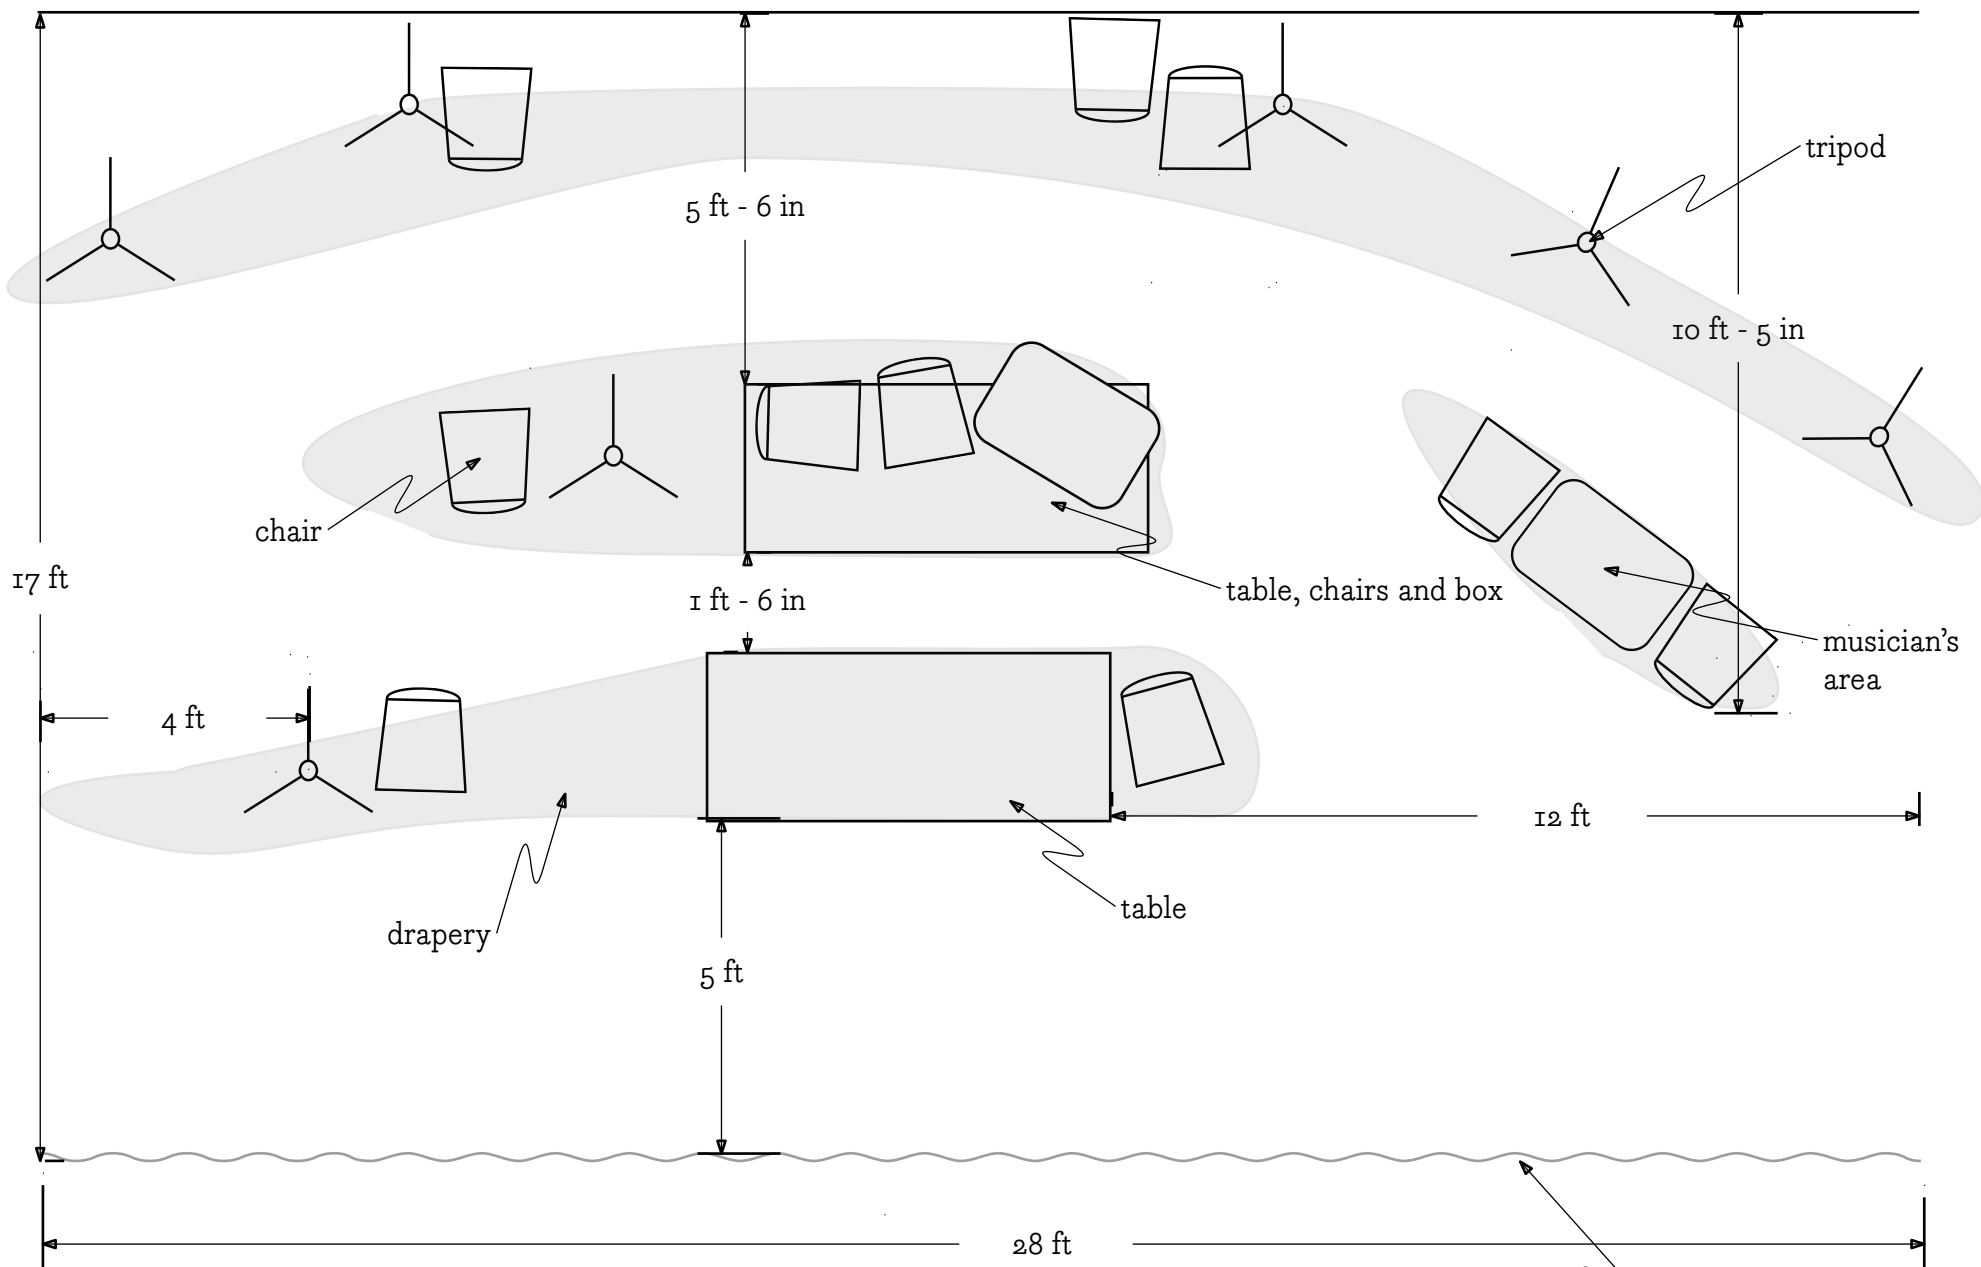 tripod
5 ft - 6 in
10 ft - 5 in
chair
17 ft
table, chairs and box
1 ft - 6 in
musician's
area
4 ft
12 ft
table
drapery
5 ft
28 ft